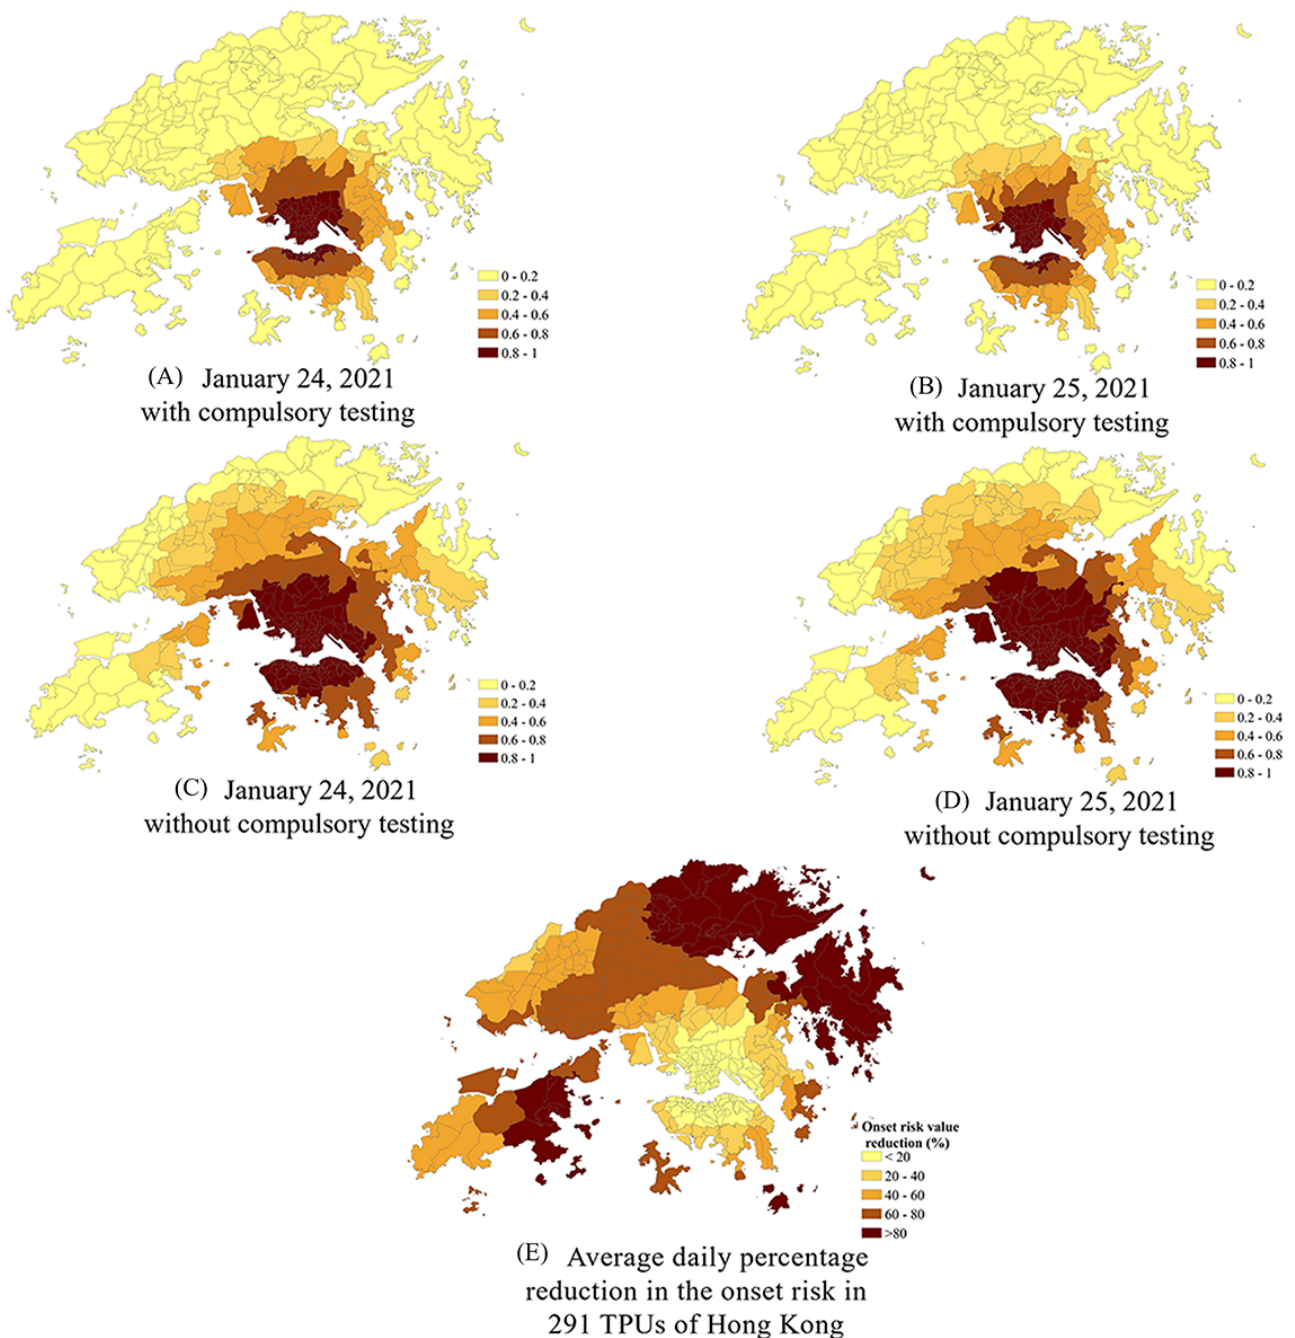 0 - 0.2
0.2 - 0.4
0.4 - 0.6
0.6 - 0.8
0.8 - 1
(A) January 24, 2021
with compulsory testing
0 - 0.2
0.2 - 0.4
0.4 - 0.6
0.6 - 0.8
0.8 - 1
(B) January 25, 2021
with compulsory testing
0 - 0.2
0.2 - 0.4
0.4 - 0.6
0.6 - 0.8
0.8 - 1
(C) January 24, 2021
without compulsory testing
0 - 0.2
0.2 - 0.4
0.4 - 0.6
0.6 - 0.8
0.8 - 1
(D) January 25, 2021
without compulsory testing
Onset risk value
reduction (%)
< 20
20 - 40
40 - 60
60 - 80
>80
(E) Average daily percentage
reduction in the onset risk in
291 TPUs of Hong Kong